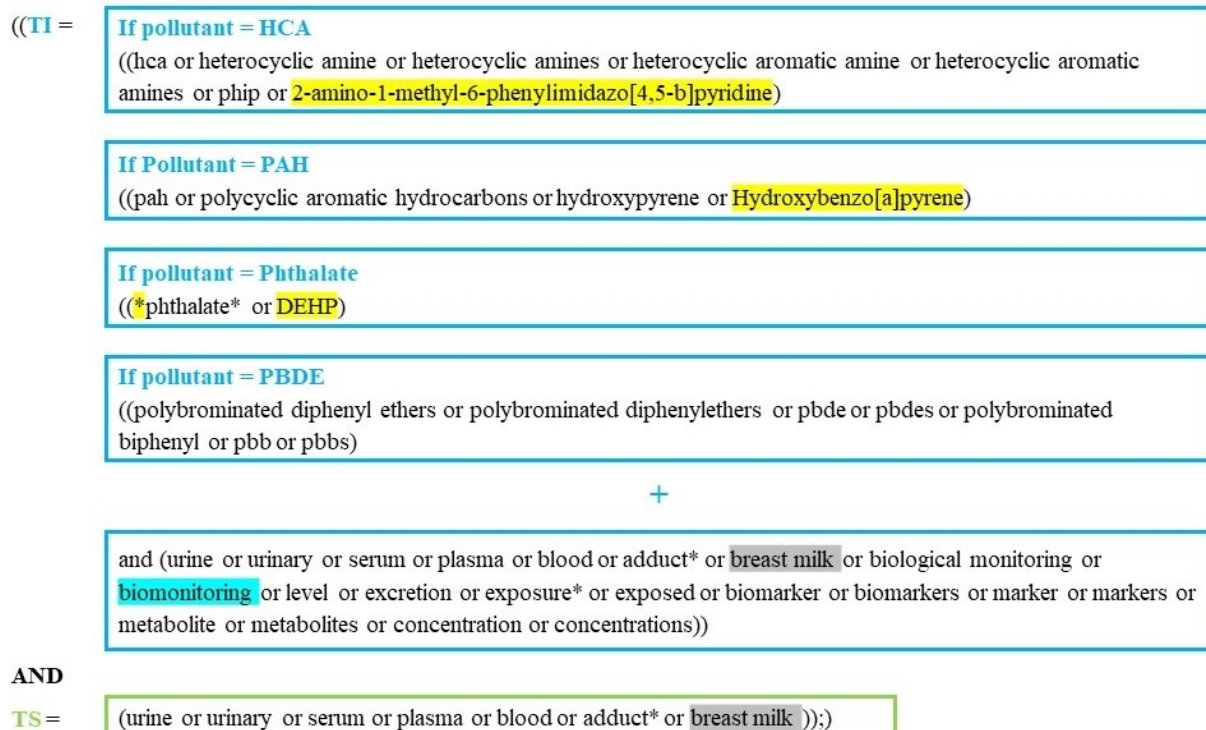 ((TI =
If pollutant = HCA
((hca or heterocyclic amine or heterocyclic amines or heterocyclic aromatic amine or heterocyclic aromatic
amines or phip or 2-amino-1-methyl-6-phenylimidazo[4,5-b]pyridine)
If Pollutant = PAH
((pah or polycyclic aromatic hydrocarbons or hydroxypyrene or Hydroxybenzo[a]pyrene)
If pollutant = Phthalate
((*phthalate* or DEHP)
If pollutant = PBDE
((polybrominated diphenyl ethers or polybrominated diphenylethers or pbde or pbdes or polybrominated
biphenyl or pbb or pbbs)
+
and (urine or urinary or serum or plasma or blood or adduct* or breast milk or biological monitoring or
biomonitoring or level or excretion or exposure* or exposed or biomarker or biomarkers or marker or markers or
metabolite or metabolites or concentration or concentrations))
AND
TS =
(urine or urinary or serum or plasma or blood or adduct* or breast milk ));)